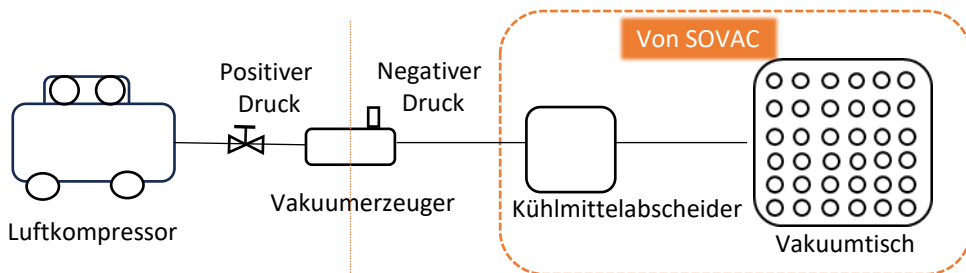 Von SOVAC
Positiver
Druck
Negativer
Druck
Luftkompressor
Vakuumerzeuger
Kühlmittelabscheider
Vakuumtisch